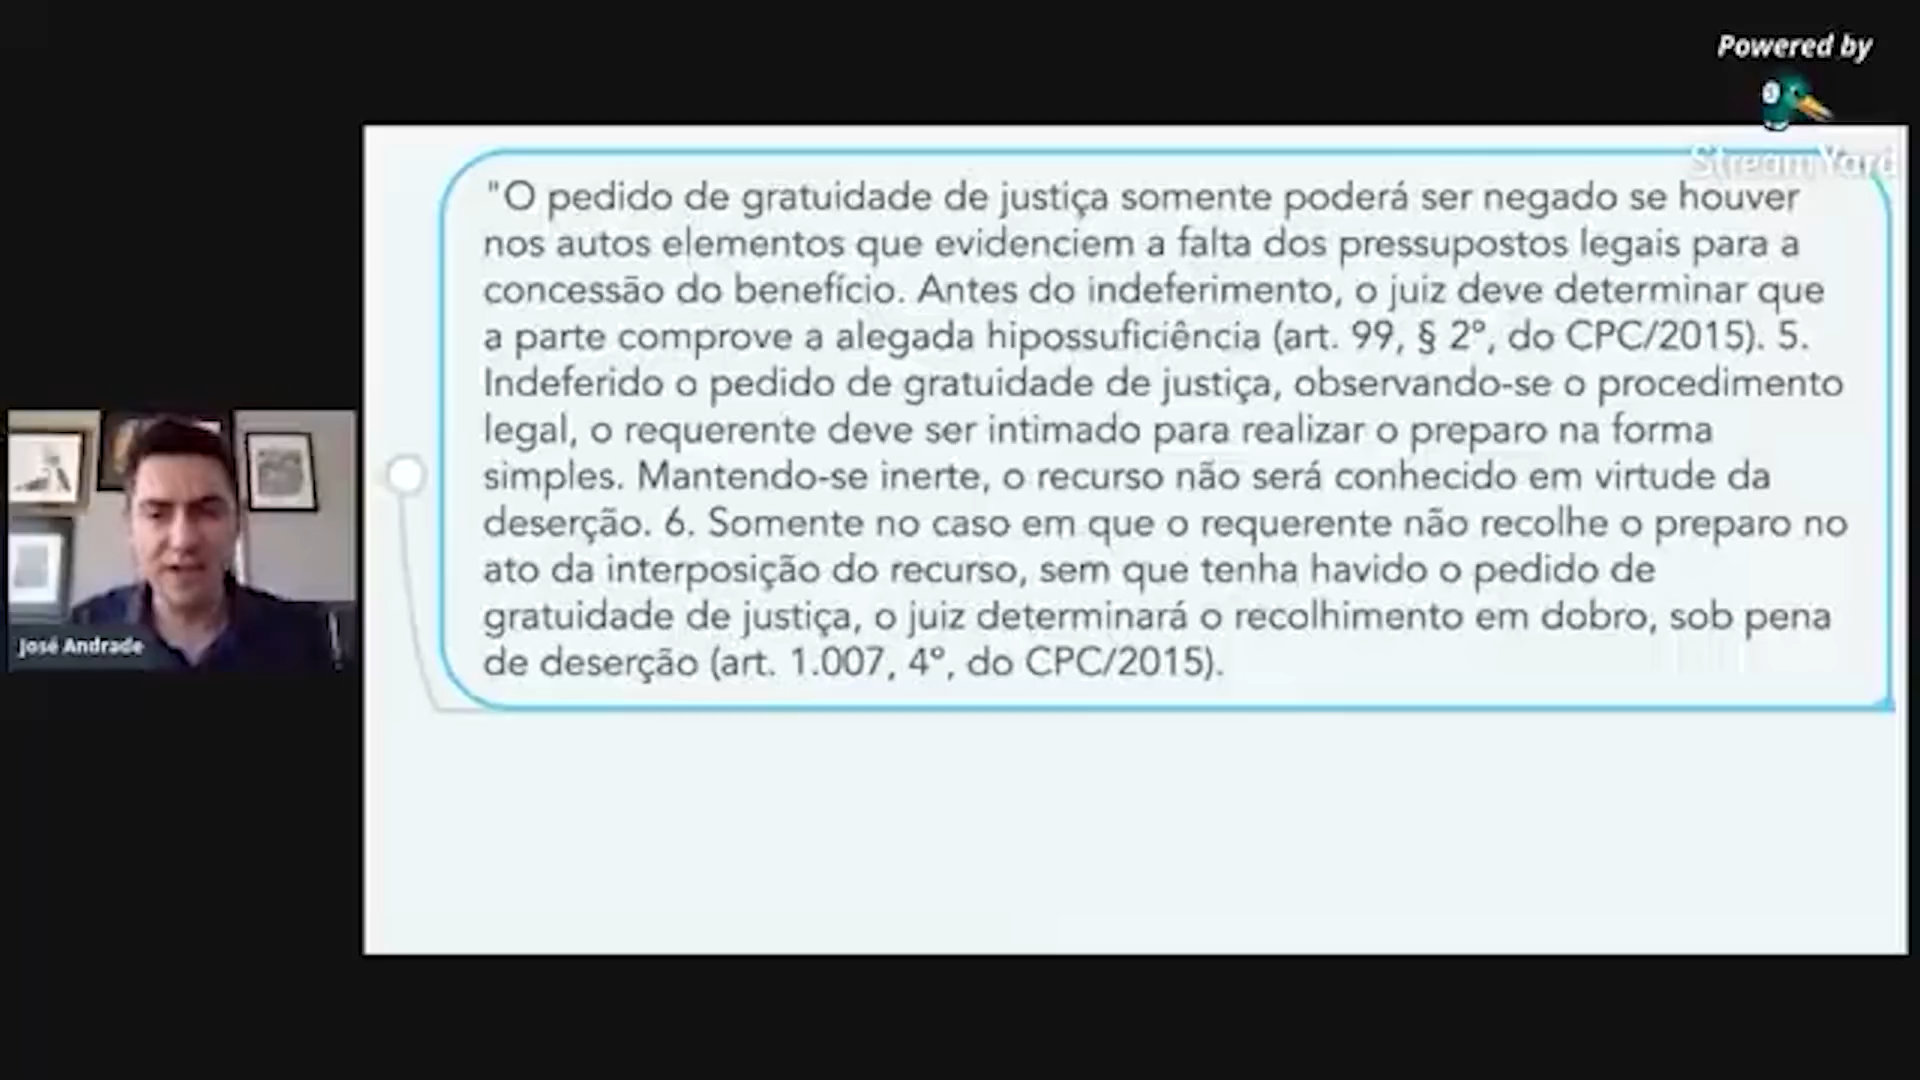 Powered by
StreamYard
"O pedido de gratuidade de justiça somente poderá ser negado se houver
nos autos elementos que evidenciem a falta dos pressupostos legais para a
concessão do benefício. Antes do indeferimento, o juiz deve determinar que
a parte comprove a alegada hipossuficiência (art. 99, § 2º, do CPC/2015). 5.
Indeferido o pedido de gratuidade de justiça, observando-se o procedimento
legal, o requerente deve ser intimado para realizar o preparo na forma
simples. Mantendo-se inerte, o recurso não será conhecido em virtude da
deserção. 6. Somente no caso em que o requerente não recolhe o preparo no
ato da interposição do recurso, sem que tenha havido o pedido de
gratuidade de justiça, o juiz determinará o recolhimento em dobro, sob pena
de deserção (art. 1.007, 4º, do CPC/2015).
José Andrade